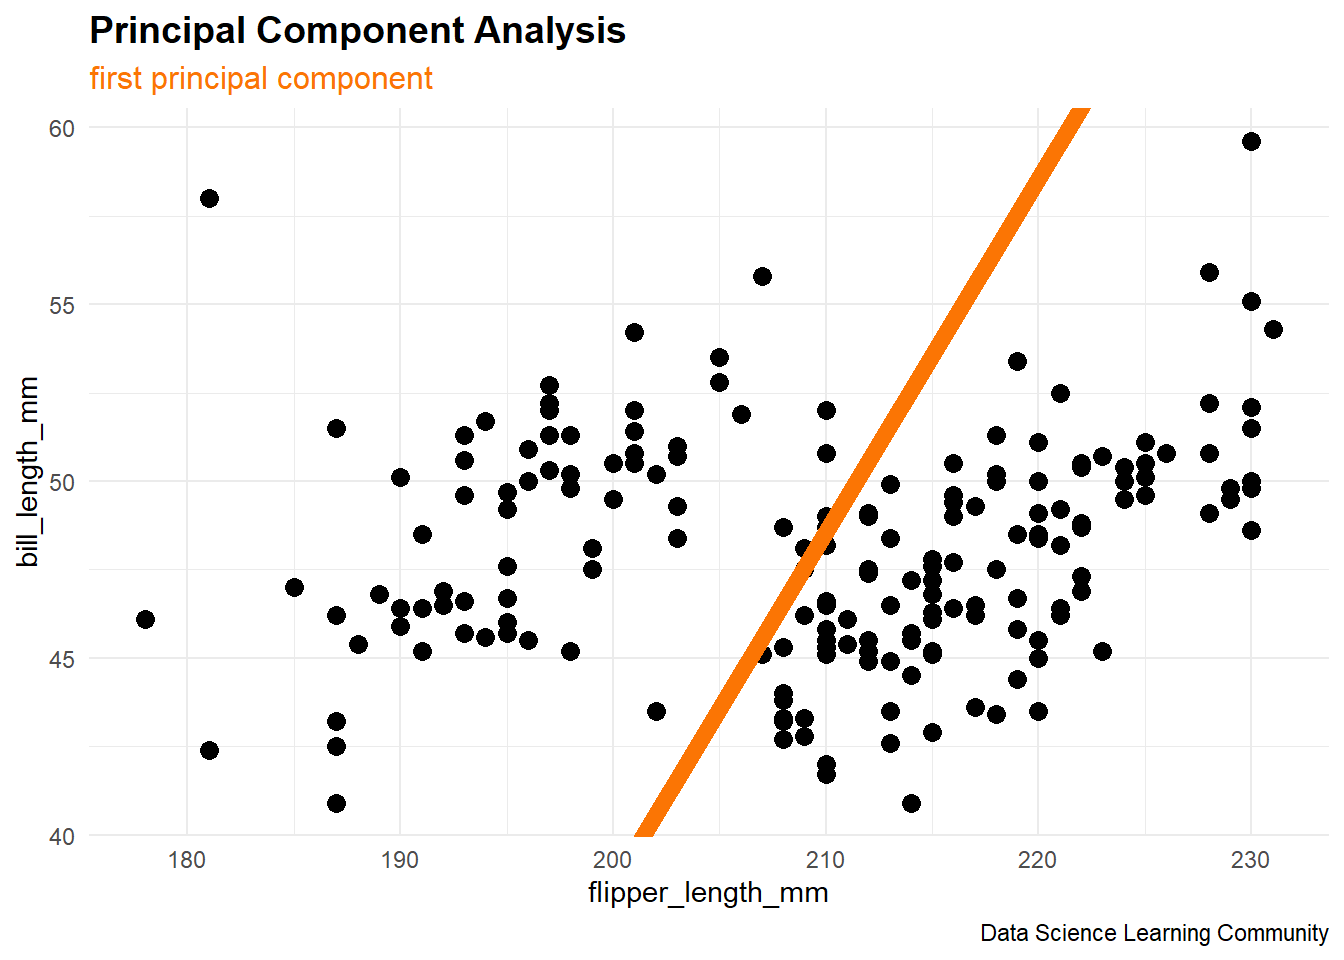 Principal Component Analysis
first principal component
60
55
50
45
40
bill_length_mm
180 190 200 210 220 230
flipper_length_mm
Data Science Learning Community